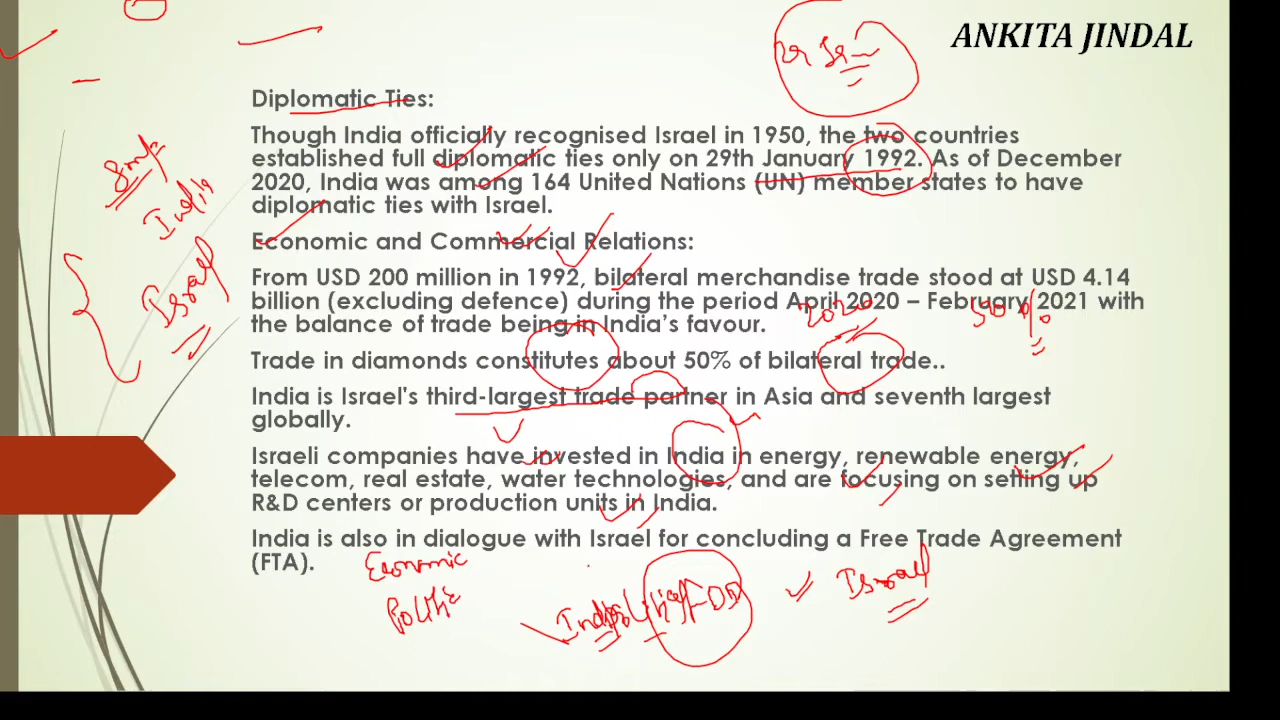 ANKITA JINDAL
Diplomatic Ties:
Though India officially recognised Israel in 1950, the two countries
established full diplomatic ties only on 29th January 1992. As of December
2020, India was among 164 United Nations (UN) member states to have
diplomatic ties with Israel.
Economic and Commercial Relations:
From USD 200 million in 1992, bilateral merchandise trade stood at USD 4.14
billion (excluding defence) during the period April 2020 – February 2021 with
the balance of trade being in India's favour.
2020
50%
Israel
Trade in diamonds constitutes about 50% of bilateral trade..
India is Israel's third-largest trade partner in Asia and seventh largest
globally.
Israeli companies have invested in India in energy, renewable energy,
telecom, real estate, water technologies, and are focusing on setting up
R&D centers or production units in India.
India is also in dialogue with Israel for concluding a Free Trade Agreement
(FTA).
Economic
Israel